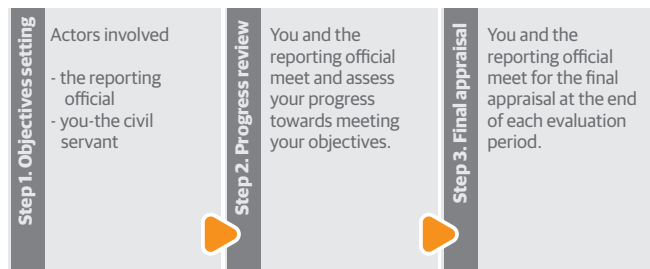 Step 1. Objectives setting
Actors involved
- the reporting
official
- you-the civil
servant
Step 2. Progress review
You and the
reporting official
meet and assess
your progress
towards meeting
your objectives.
Step 3. Final appraisal
You and the
reporting official
meet for the final
appraisal at the end
of each evaluation
period.